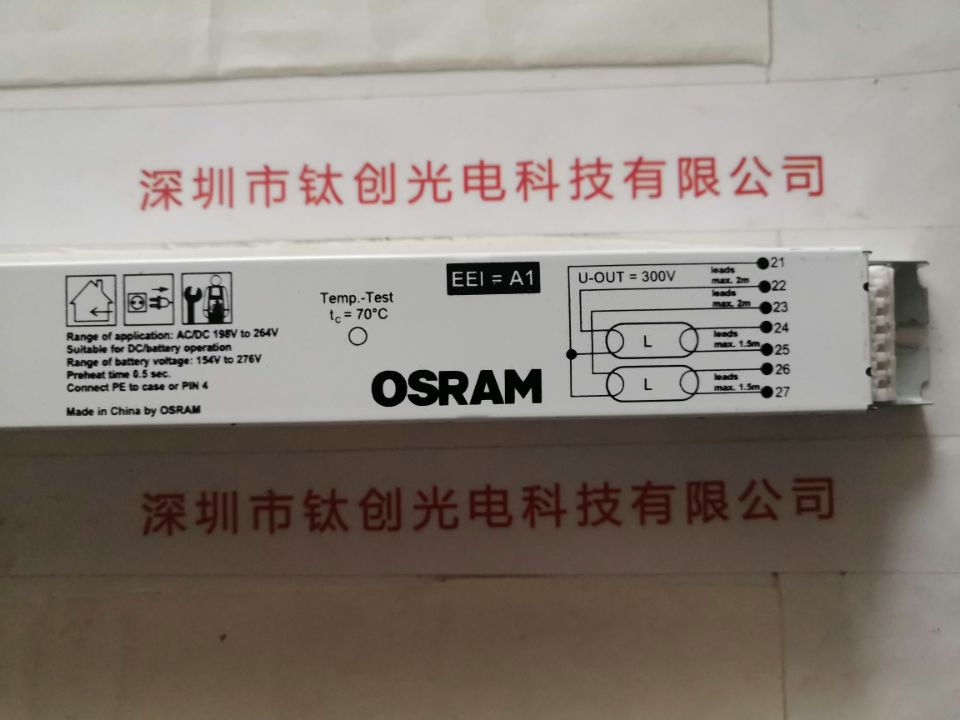 深圳市钛创光电科技有限公司
EEI = A1
Temp.-Test
tc = 70°C
Range of application: AC/DC 198V to 264V
Suitable for DC/battery operation
Range of battery voltage: 154V to 276V
Preheat time 0.5 sec.
Connect PE to case or PIN 4
Made in China by OSRAM
OSRAM
U-OUT = 300V
leads
max. 2m
leads
max. 2m
L
leads
max. 1.5m
L
leads
max. 1.5m
21
22
23
24
25
26
27
深圳市钛创光电科技有限公司